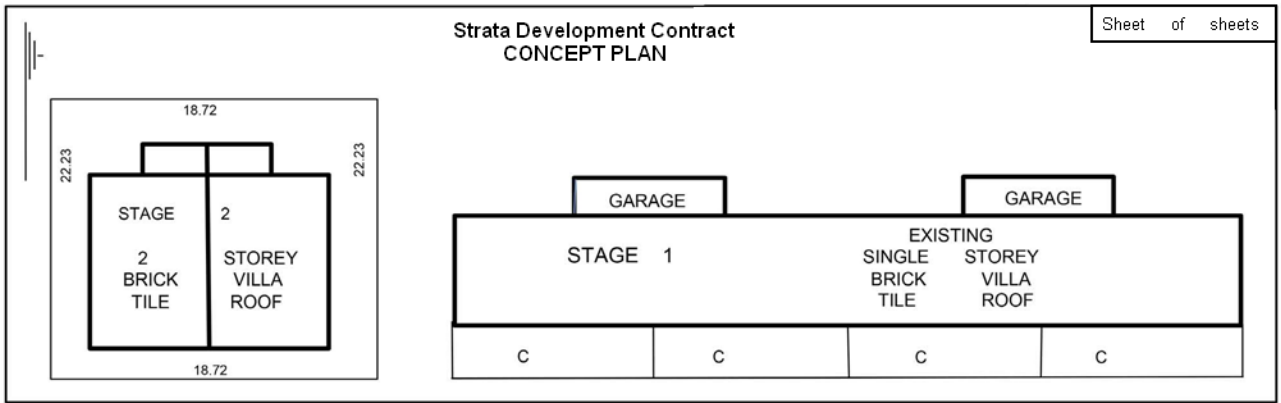 Strata Development Contract
CONCEPT PLAN
Sheet of sheets
18.72
22.23
22.23
STAGE 2
2 STOREY
BRICK VILLA
TILE ROOF
18.72
GARAGE
GARAGE
STAGE 1
EXISTING
SINGLE STOREY
BRICK VILLA
TILE ROOF
C
C
C
C